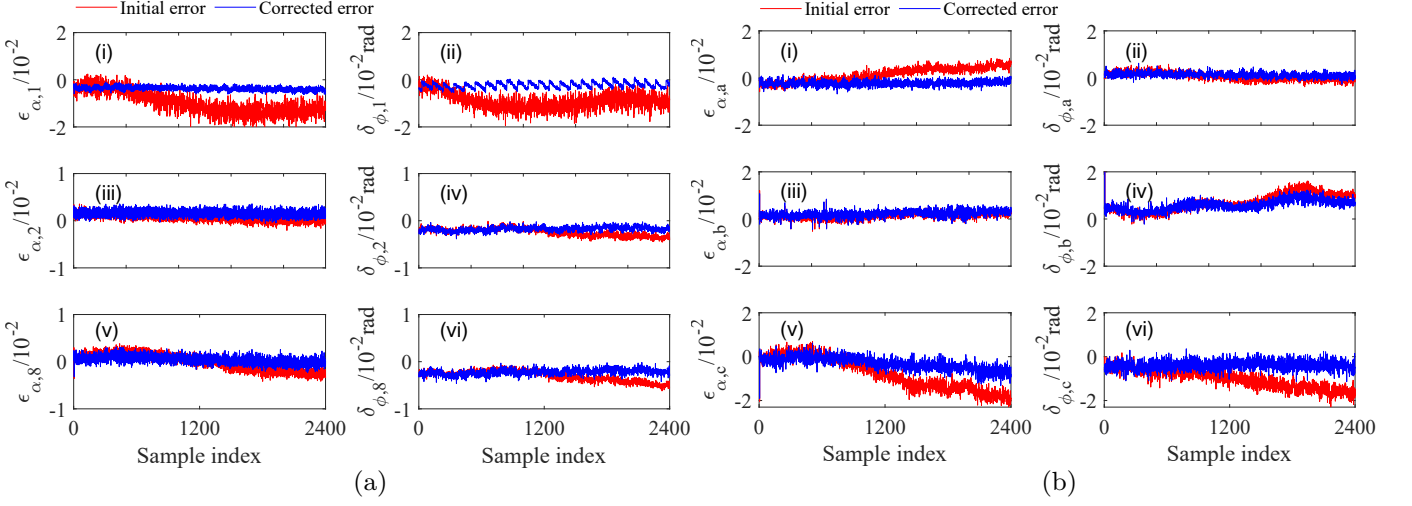 Initial error Corrected error
(i)
ϵα,1/10-2
2
0
-2
(ii)
δϕ,1/10-2rad
2
0
-2
(iii)
ϵα,2/10-2
1
0
-1
(iv)
δϕ,2/10-2rad
1
0
-1
(v)
ϵα,8/10-2
1
0
-1
0 1200 2400
Sample index
(vi)
δϕ,8/10-2rad
1
0
-1
0 1200 2400
Sample index
(a)
Initial error Corrected error
(i)
ϵα,a/10-2
2
0
-2
(ii)
δϕ,a/10-2rad
2
0
-2
(iii)
ϵα,b/10-2
2
0
-2
(iv)
δϕ,b/10-2rad
2
0
-2
(v)
ϵα,c/10-2
2
0
-2
0 1200 2400
Sample index
(vi)
δϕ,c/10-2rad
2
0
-2
0 1200 2400
Sample index
(b)